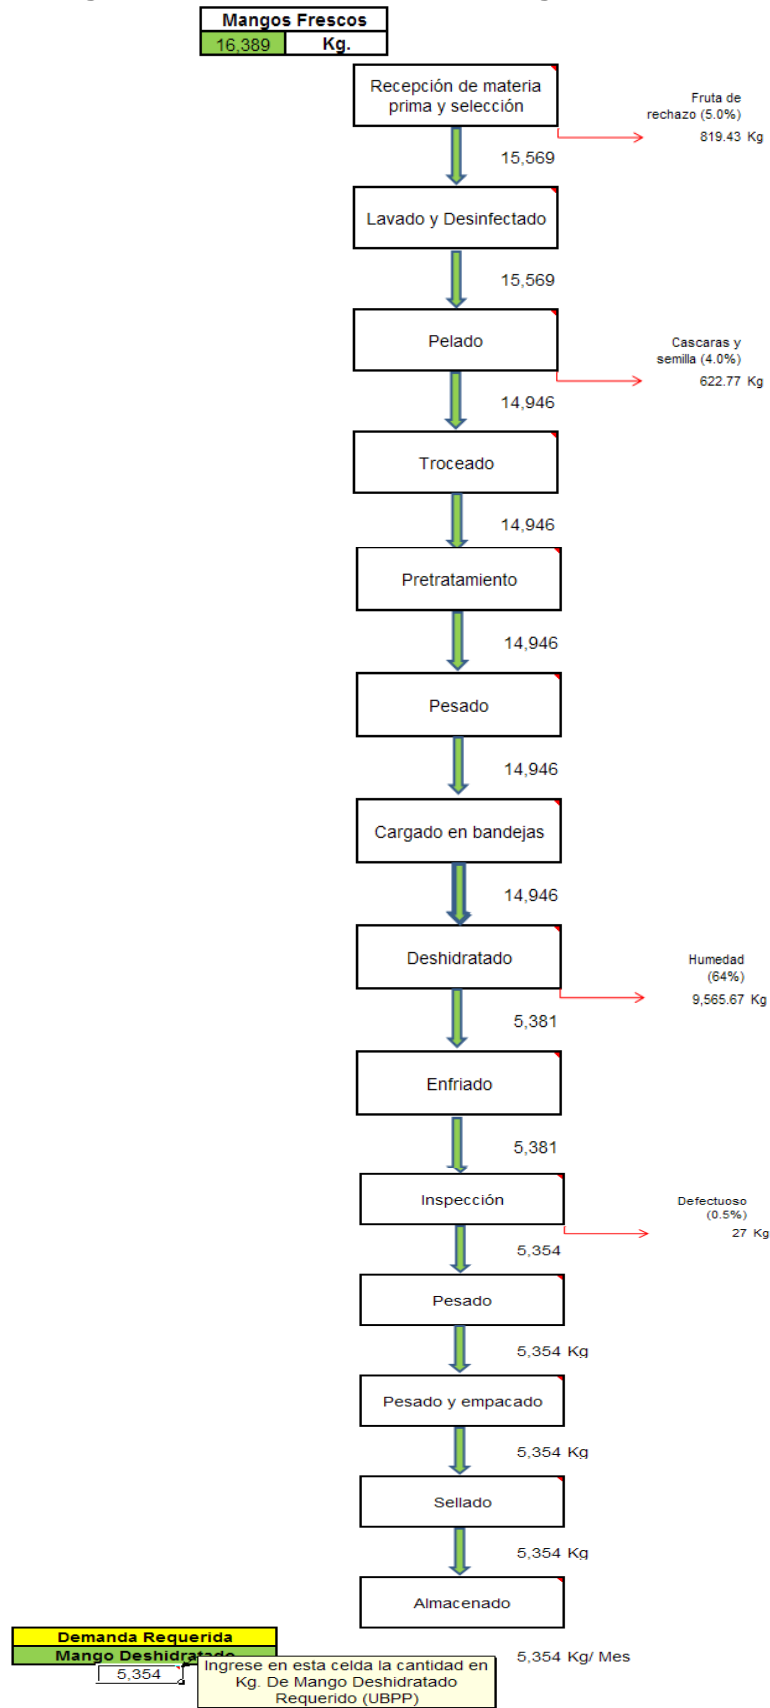 Mangos Frescos
16,389 Kg.
Recepción de materia
prima y selección
Fruta de
rechazo (5.0%)
819.43 Kg
15,569
Lavado y Desinfectado
15,569
Pelado
Cascaras y
semilla (4.0%)
622.77 Kg
14,946
Troceado
14,946
Pretratamiento
14,946
Pesado
14,946
Cargado en bandejas
14,946
Deshidratado
Humedad
(64%)
9,565.67 Kg
5,381
Enfriado
5,381
Inspección
Defectuoso
(0.5%)
27 Kg
5,354
Pesado
5,354 Kg
Pesado y empacado
5,354 Kg
Sellado
5,354 Kg
Almacenado
5,354 Kg/ Mes
Demanda Requerida
Mango Deshidratado
5,354
Ingrese en esta celda la cantidad en
Kg. De Mango Deshidratado
Requerido (UBPP)